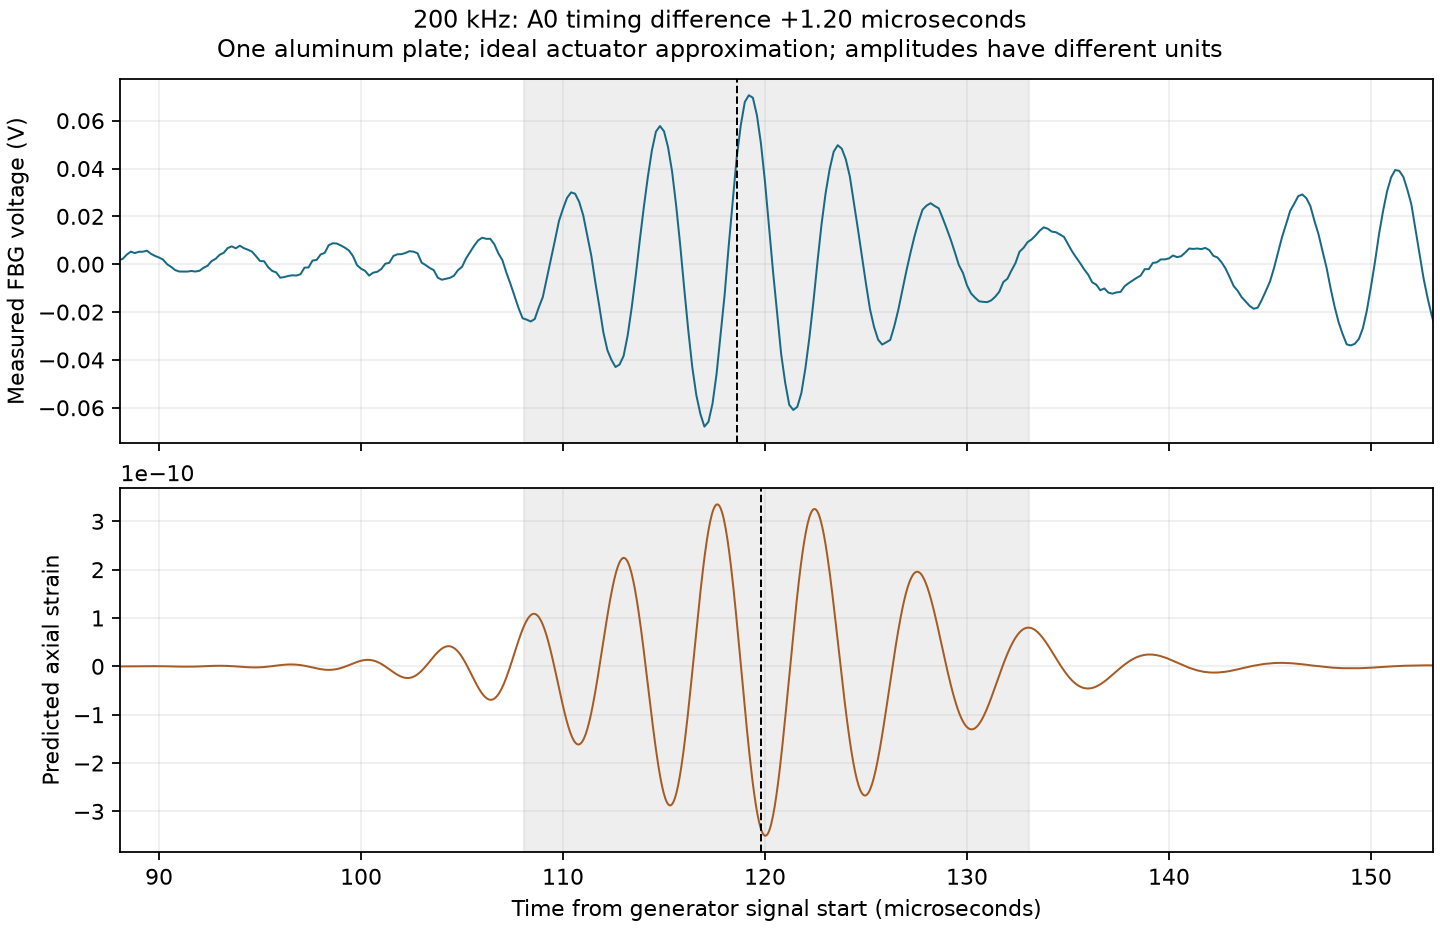 200 kHz: A0 timing difference +1.20 microseconds
One aluminum plate; ideal actuator approximation; amplitudes have different units
Measured FBG voltage (V)
0.06
0.04
0.02
0.00
−0.02
−0.04
−0.06
1e−10
Predicted axial strain
3
2
1
0
−1
−2
−3
90 100 110 120 130 140 150
Time from generator signal start (microseconds)